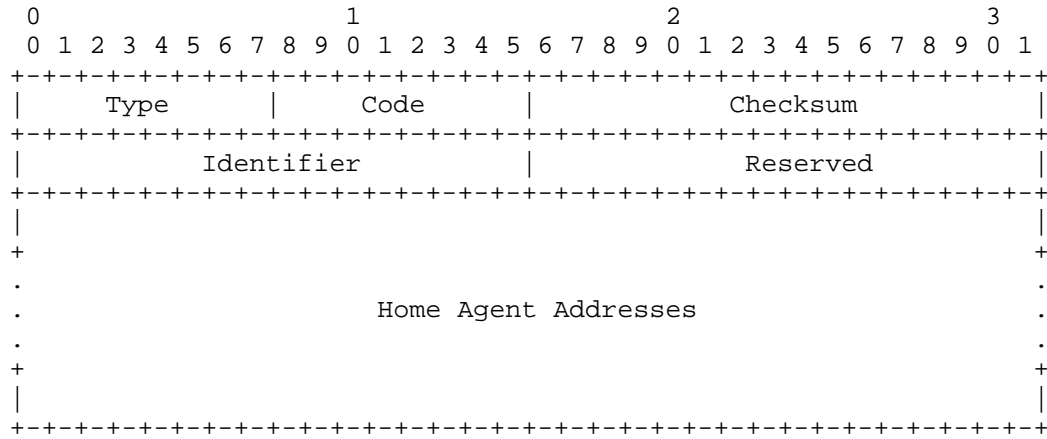 0                   1                   2                   3
 0 1 2 3 4 5 6 7 8 9 0 1 2 3 4 5 6 7 8 9 0 1 2 3 4 5 6 7 8 9 0 1
+-+-+-+-+-+-+-+-+-+-+-+-+-+-+-+-+-+-+-+-+-+-+-+-+-+-+-+-+-+-+-+-+
|     Type      |     Code      |            Checksum           |
+-+-+-+-+-+-+-+-+-+-+-+-+-+-+-+-+-+-+-+-+-+-+-+-+-+-+-+-+-+-+-+-+
|           Identifier          |             Reserved          |
+-+-+-+-+-+-+-+-+-+-+-+-+-+-+-+-+-+-+-+-+-+-+-+-+-+-+-+-+-+-+-+-+
|                                                               |
+                                                               +
.                                                               .
.                      Home Agent Addresses                     .
.                                                               .
+                                                               +
|                                                               |
+-+-+-+-+-+-+-+-+-+-+-+-+-+-+-+-+-+-+-+-+-+-+-+-+-+-+-+-+-+-+-+-+